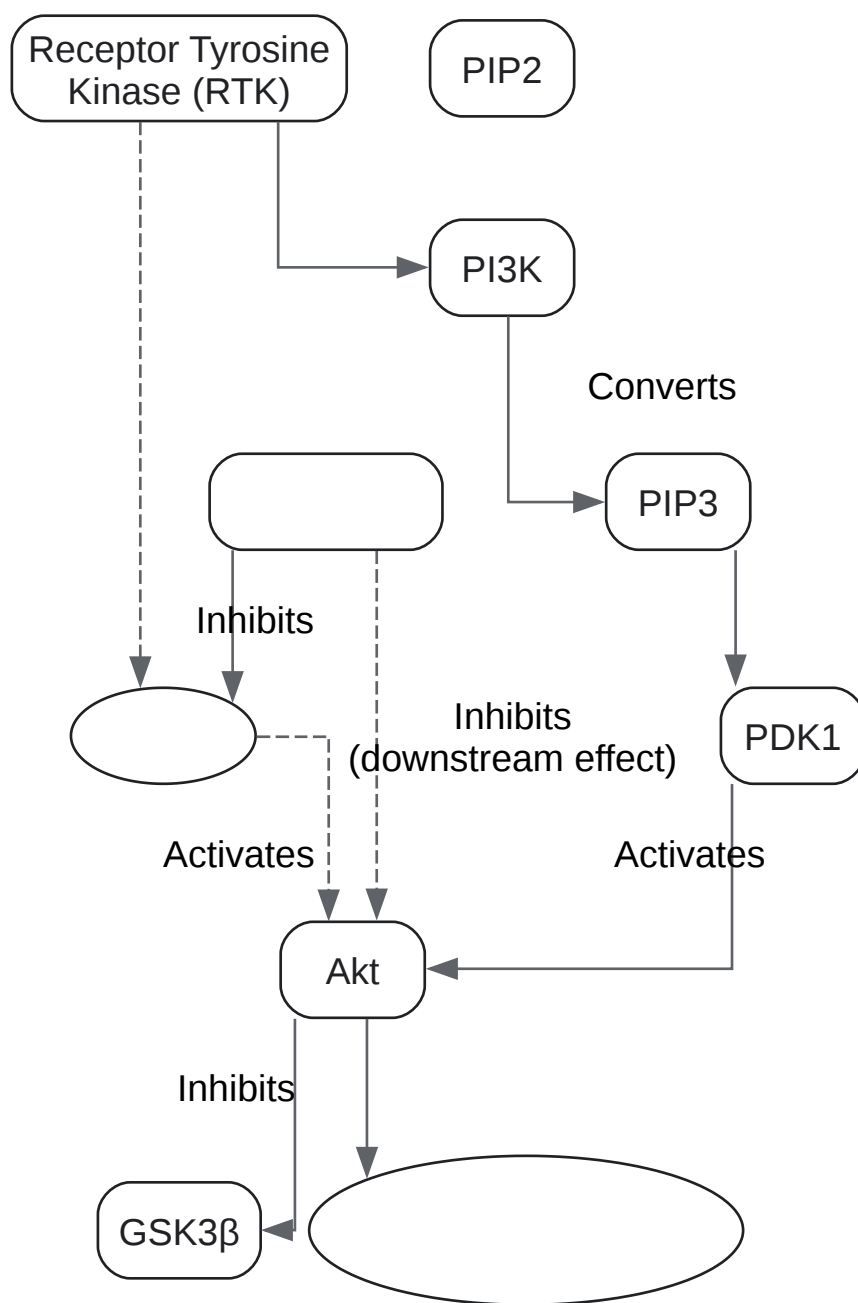 Receptor Tyrosine
Kinase (RTK)
PIP2
PI3K
Converts
PIP3
Inhibits
Inhibits
(downstream effect)
PDK1
Activates
Activates
Akt
Inhibits
GSK3β